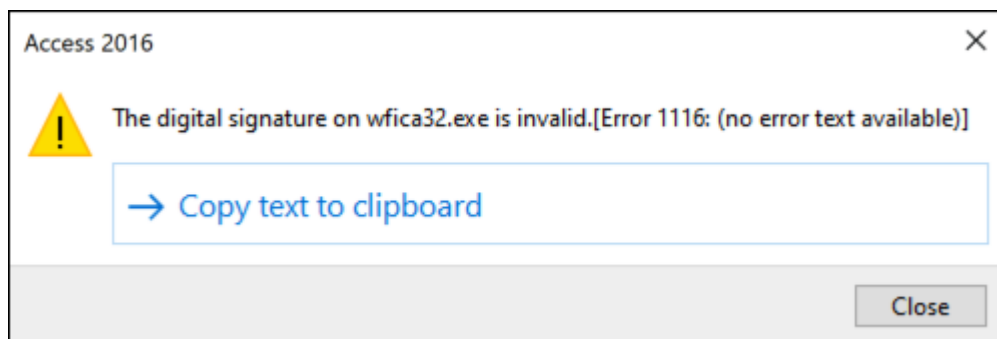 Access 2016
The digital signature on wfica32.exe is invalid.[Error 1116: (no error text available)]
Copy text to clipboard
Close